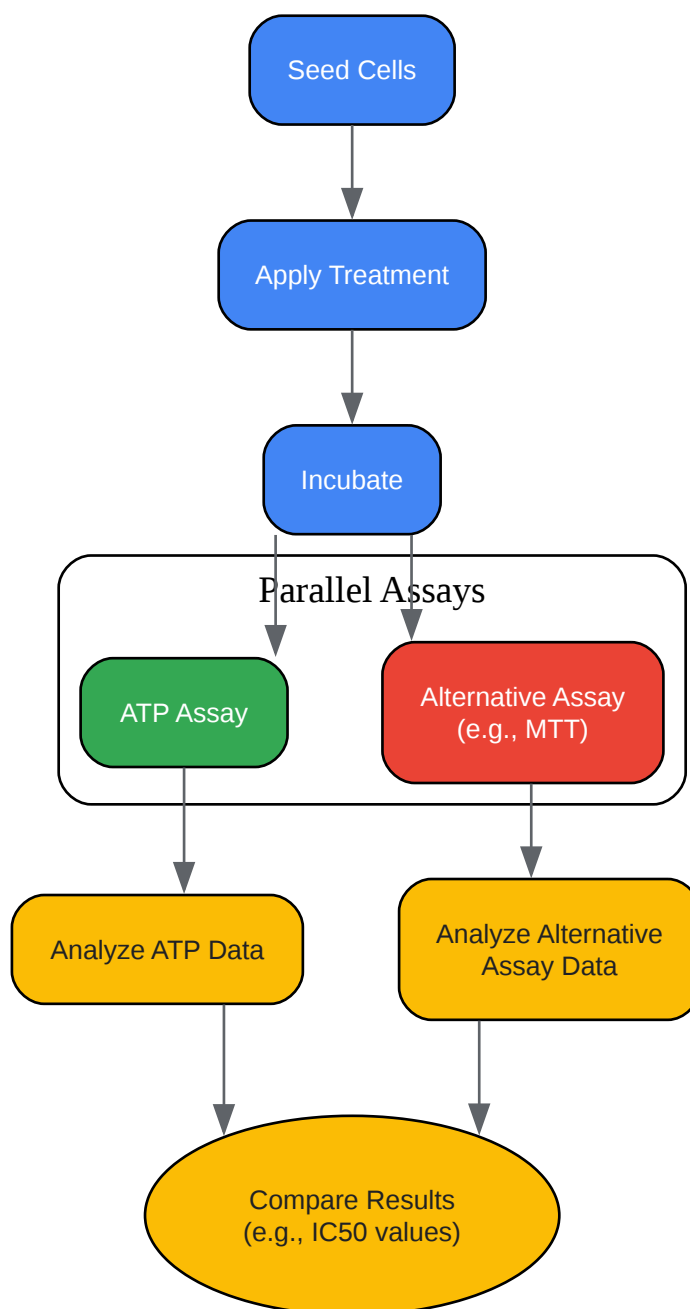 Seed Cells
Apply Treatment
Incubate
Parallel Assays
ATP Assay
Alternative Assay
(e.g., MTT)
Analyze ATP Data
Analyze Alternative
Assay Data
Compare Results
(e.g., IC50 values)